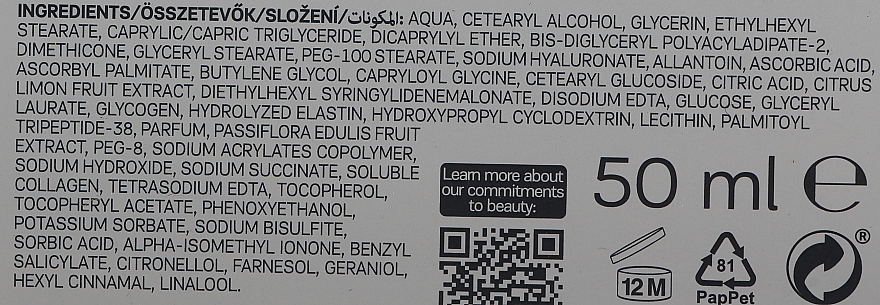 INGREDIENTS/ÖSSZETEVŐK/SLOŽENÍ/المكونات: AQUA, CETEARYL ALCOHOL, GLYCERIN, ETHYLHEXYL
STEARATE, CAPRYLIC/CAPRIC TRIGLYCERIDE, DICAPRYLYL ETHER, BIS-DIGLYCERYL POLYACYLADIPATE-2,
DIMETHICONE, GLYCERYL STEARATE, PEG-100 STEARATE, SODIUM HYALURONATE, ALLANTOIN, ASCORBIC ACID,
ASCORBYL PALMITATE, BUTYLENE GLYCOL, CAPRYLOYL GLYCINE, CETEARYL GLUCOSIDE, CITRIC ACID, CITRUS
LIMON FRUIT EXTRACT, DIETHYLHEXYL SYRINGYLIDENEMALONATE, DISODIUM EDTA, GLUCOSE, GLYCERYL
LAURATE, GLYCOGEN, HYDROLYZED ELASTIN, HYDROXYPROPYL CYCLODEXTRIN, LECITHIN, PALMITOYL
TRIPEPTIDE-38, PARFUM, PASSIFLORA EDULIS FRUIT
EXTRACT, PEG-8, SODIUM ACRYLATES COPOLYMER,
SODIUM HYDROXIDE, SODIUM SUCCINATE, SOLUBLE
COLLAGEN, TETRASODIUM EDTA, TOCOPHEROL,
TOCOPHERYL ACETATE, PHENOXYETHANOL,
POTASSIUM SORBATE, SODIUM BISULFITE,
SORBIC ACID, ALPHA-ISOMETHYL IONONE, BENZYL
SALICYLATE, CITRONELLOL, FARNESOL, GERANIOL,
HEXYL CINNAMAL, LINALOOL.
Learn more about
our commitments
to beauty:
50 ml ℮
12 M
81
PapPet
®